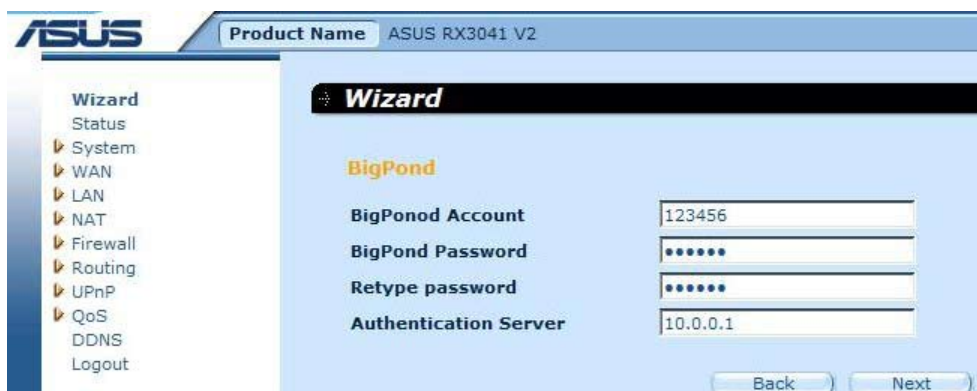 ASUS
Product Name ASUS RX3041 V2
Wizard
Status
System
WAN
LAN
NAT
Firewall
Routing
UPnP
QoS
DDNS
Logout
Wizard
BigPond
BigPonod Account 123456
BigPond Password ••••••
Retype password ••••••
Authentication Server 10.0.0.1
Back Next